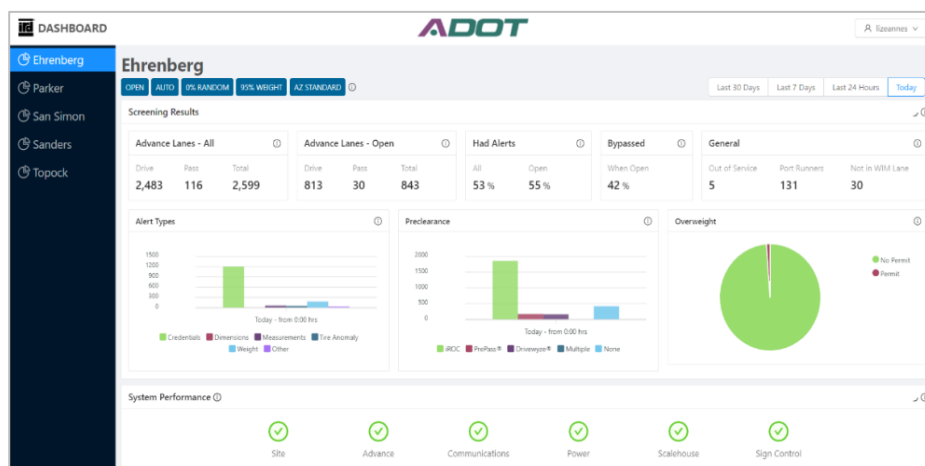 ird DASHBOARD
ADOT
lizeannes
Ehrenberg
Parker
San Simon
Sanders
Topock
Ehrenberg
OPEN AUTO 0% RANDOM 95% WEIGHT AZ STANDARD
Last 30 Days Last 7 Days Last 24 Hours Today
Screening Results
Advance Lanes - All Advance Lanes - Open Had Alerts Bypassed General
Drive Pass Total Drive Pass Total All Open When Open Out of Service Port Runners Not in WIM Lane
2,483 116 2,599 813 30 843 53 % 55 % 42 % 5 131 30
Alert Types Preclearance Overweight
1500
1200
900
600
300
0
Today - from 0:00 hrs
Credentials Dimensions Measurements Tire Anomaly
Weight Other
2000
1500
1000
500
0
Today - from 0:00 hrs
iROC PrePass® Drivewyze® Multiple None
No Permit
Permit
System Performance
Site Advance Communications Power Scalehouse Sign Control